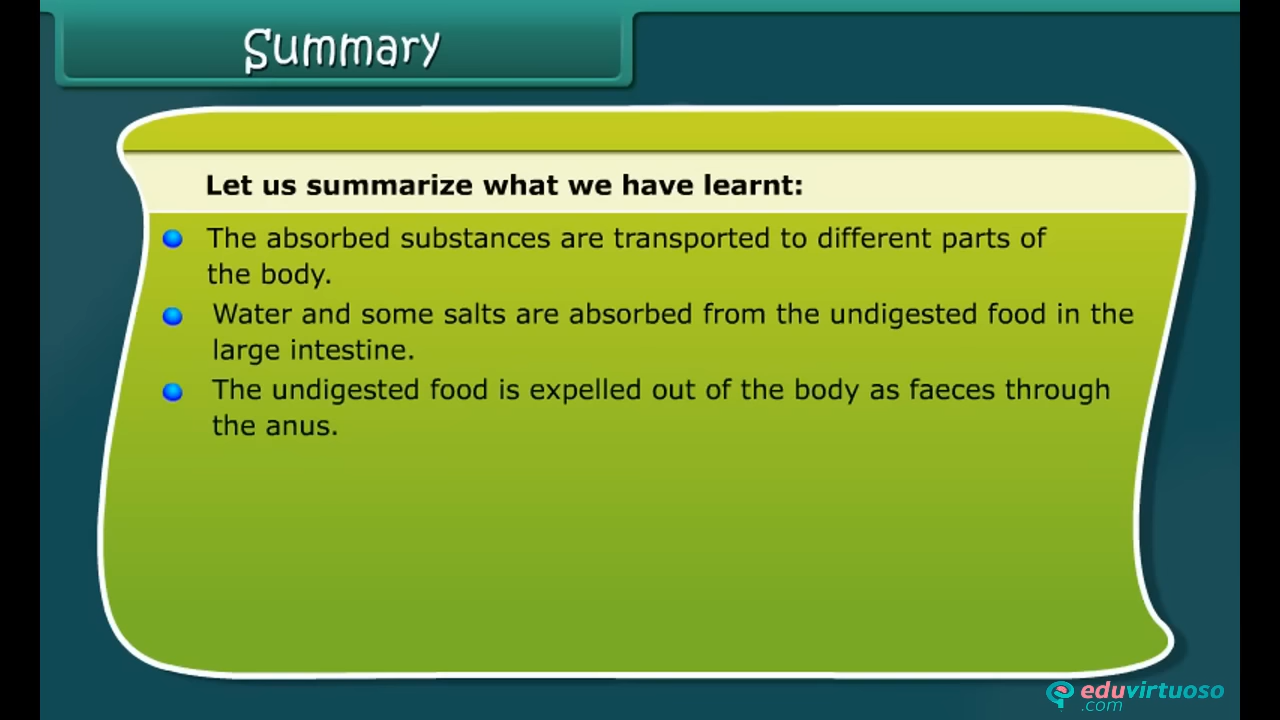 Summary
Let us summarize what we have learnt:
The absorbed substances are transported to different parts of
the body.
Water and some salts are absorbed from the undigested food in the
large intestine.
The undigested food is expelled out of the body as faeces through
the anus.
eduvirtuoso
.com